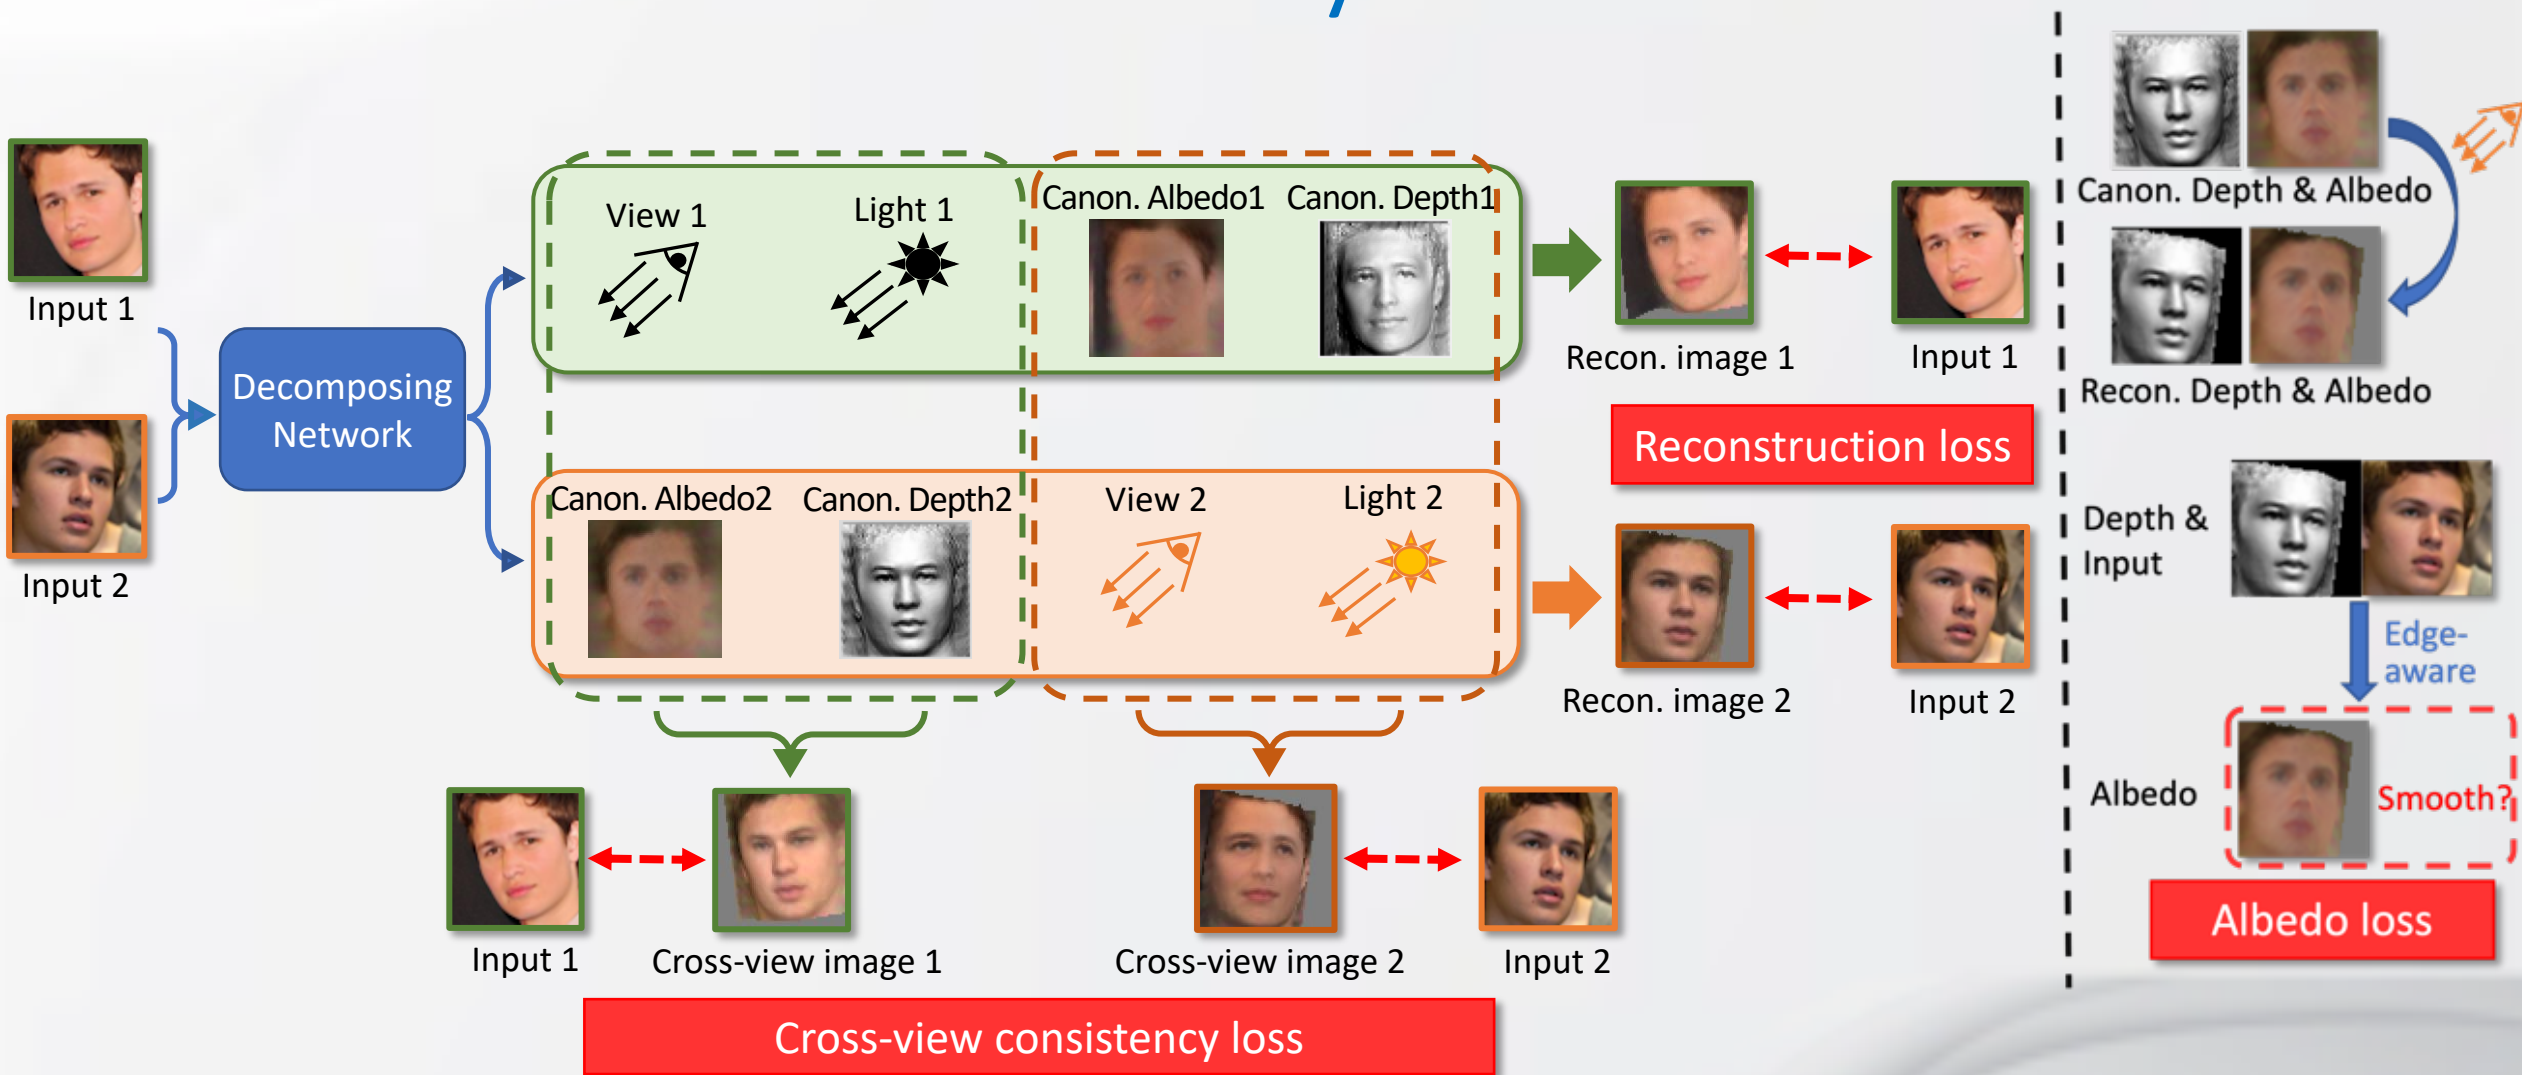 Input 1
Input 2
Decomposing
Network
View 1
Light 1
Canon. Albedo1
Canon. Depth1
Canon. Albedo2
Canon. Depth2
View 2
Light 2
Recon. image 1
Input 1
Reconstruction loss
Recon. image 2
Input 2
Input 1
Cross-view image 1
Cross-view image 2
Input 2
Cross-view consistency loss
Canon. Depth & Albedo
Recon. Depth & Albedo
Depth &
Input
Edge-
aware
Albedo
Smooth?
Albedo loss